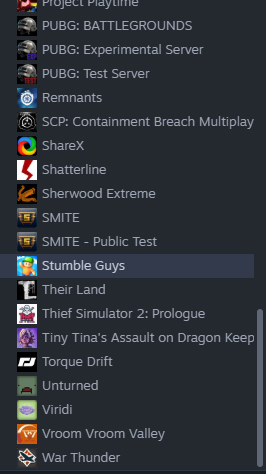 Project Playtime
PUBG: BATTLEGROUNDS
PUBG: Experimental Server
PUBG: Test Server
Remnants
SCP: Containment Breach Multiplay
ShareX
Shatterline
Sherwood Extreme
SMITE
SMITE - Public Test
Stumble Guys
Their Land
Thief Simulator 2: Prologue
Tiny Tina's Assault on Dragon Keep
Torque Drift
Unturned
Viridi
Vroom Vroom Valley
War Thunder